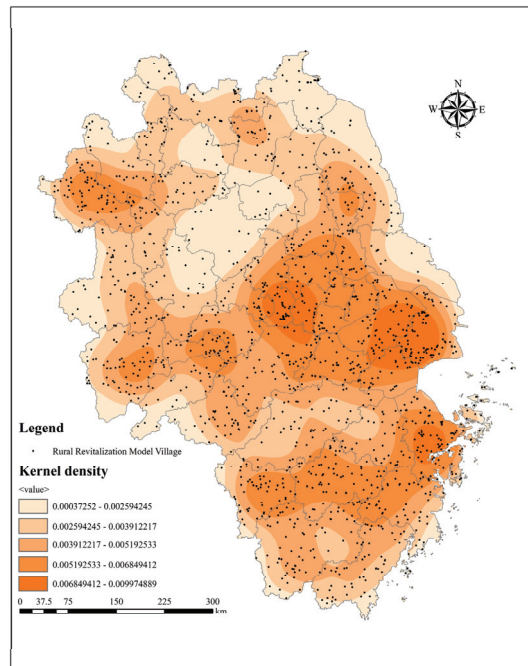 N
W E
S
Legend
Rural Revitalization Model Village
Kernel density
<value>
0.00037252 - 0.002594245
0.002594245 - 0.003912217
0.003912217 - 0.005192533
0.005192533 - 0.006849412
0.006849412 - 0.009974889
0 37.5 75 150 225 300
km